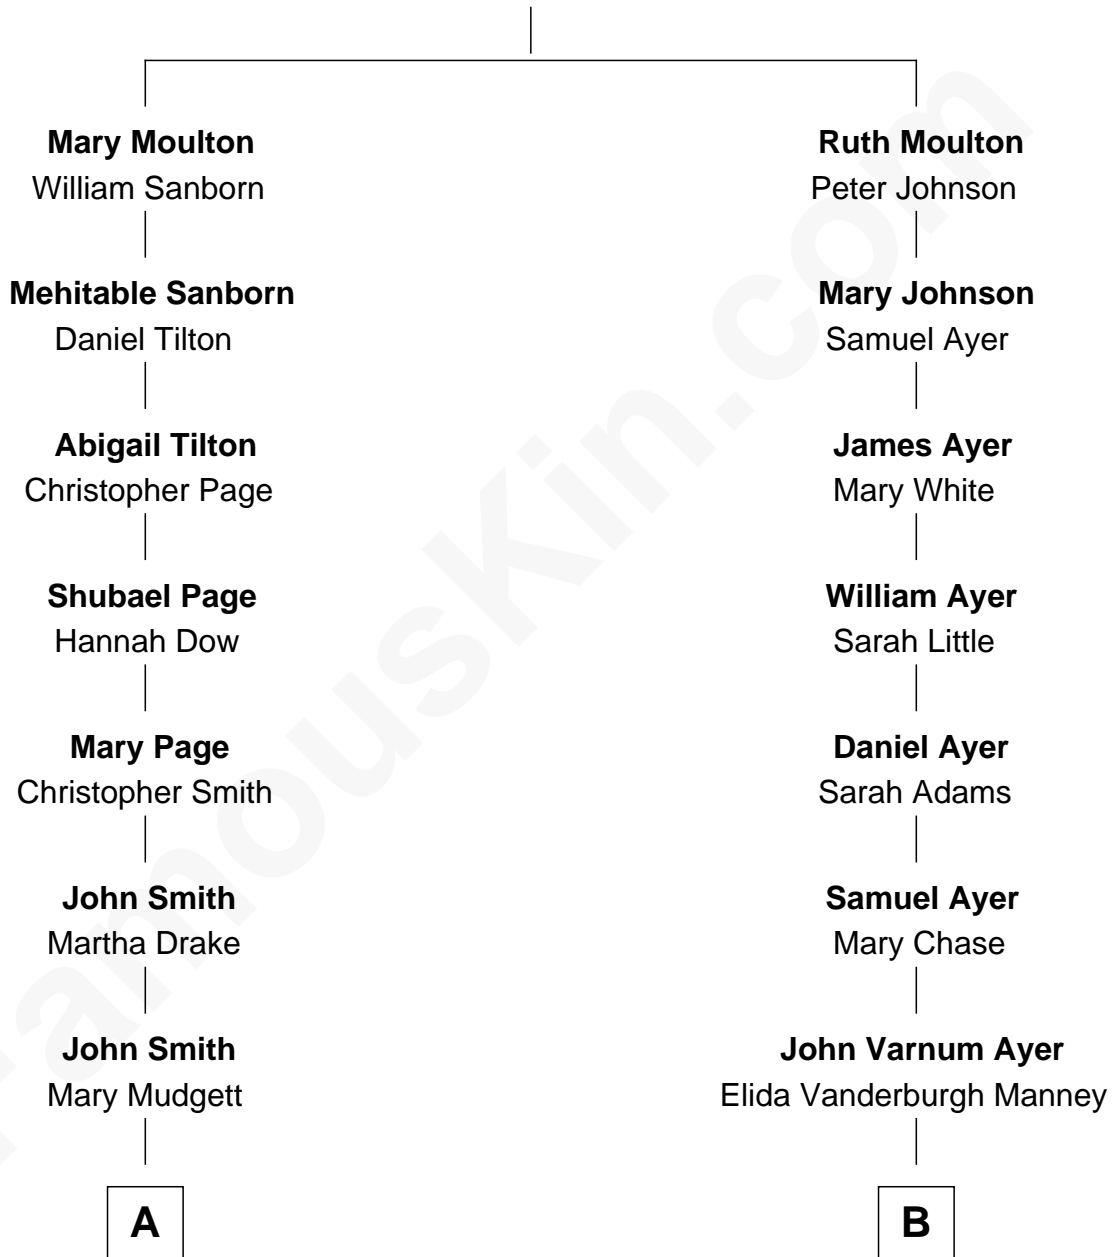 Mary Moulton
William Sanborn
Mehitable Sanborn
Daniel Tilton
Abigail Tilton
Christopher Page
Shubael Page
Hannah Dow
Mary Page
Christopher Smith
John Smith
Martha Drake
John Smith
Mary Mudgett
A
Ruth Moulton
Peter Johnson
Mary Johnson
Samuel Ayer
James Ayer
Mary White
William Ayer
Sarah Little
Daniel Ayer
Sarah Adams
Samuel Ayer
Mary Chase
John Varnum Ayer
Elida Vanderburgh Manney
B
FamousKin.com